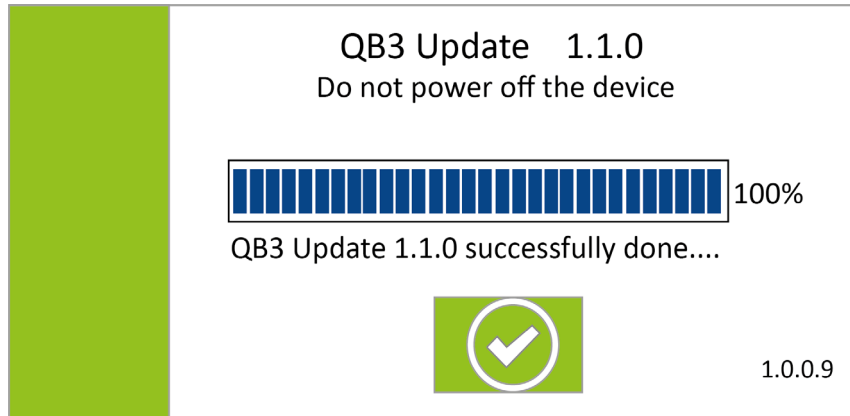 QB3 Update 1.1.0
Do not power off the device
100%
QB3 Update 1.1.0 successfully done....
1.0.0.9